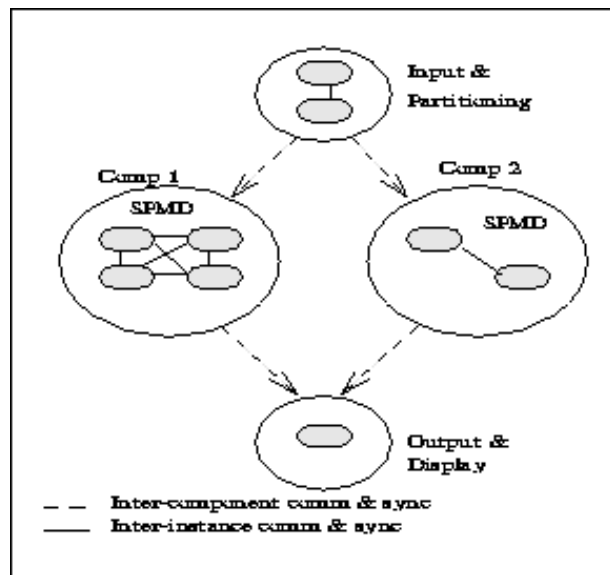 Input &
Partitioning
Comp 1
Comp 2
SPMD
SPMD
Output &
Display
Inter-component comm & sync
Inter-instance comm & sync